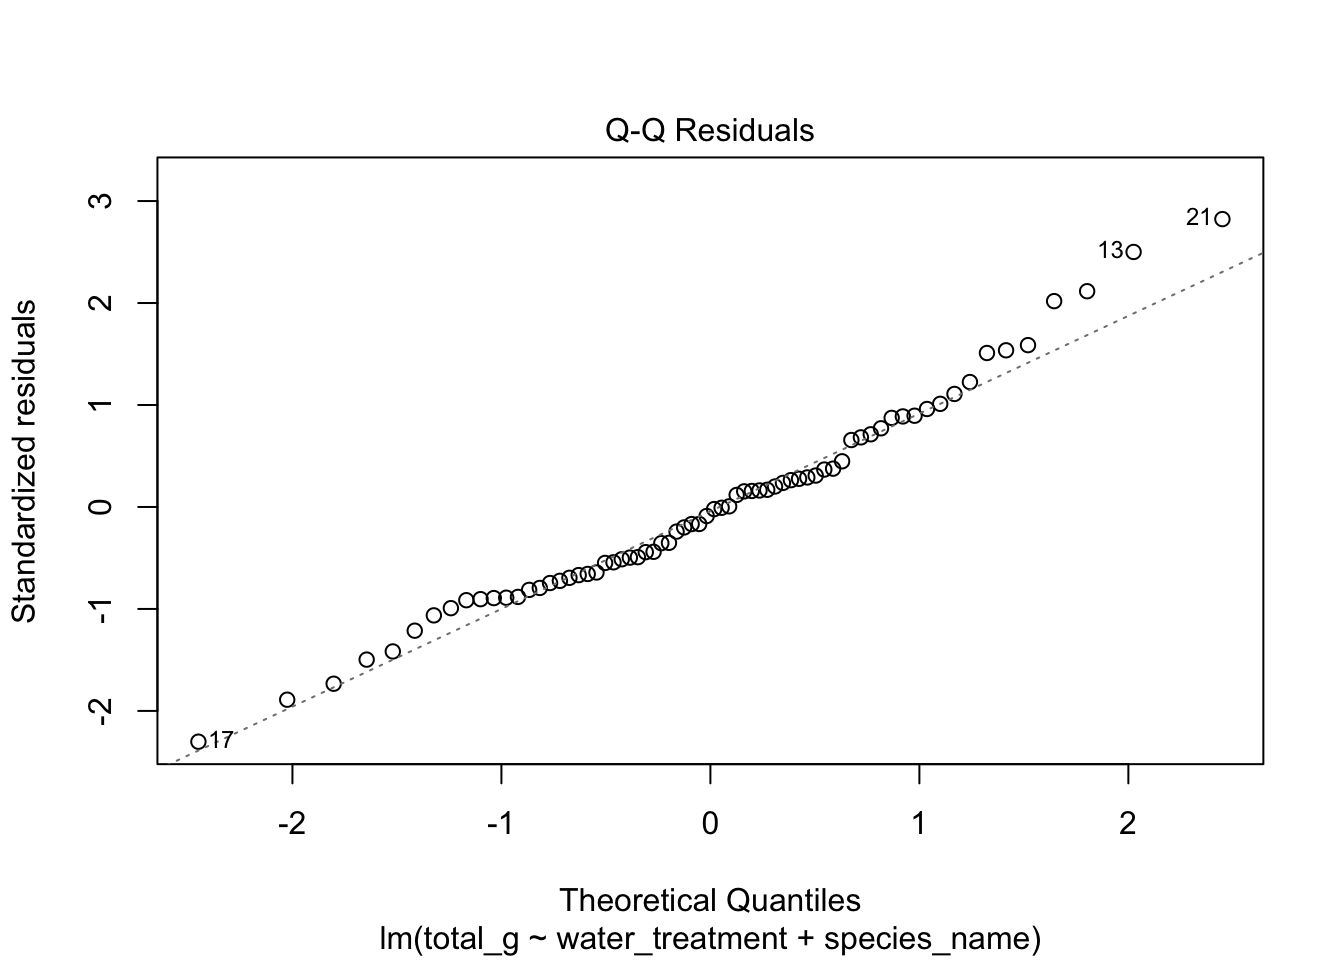 Q-Q Residuals
3
2
1
0
-1
-2
Standardized residuals
21
13
17
-2 -1 0 1 2
Theoretical Quantiles
lm(total_g ~ water_treatment + species_name)